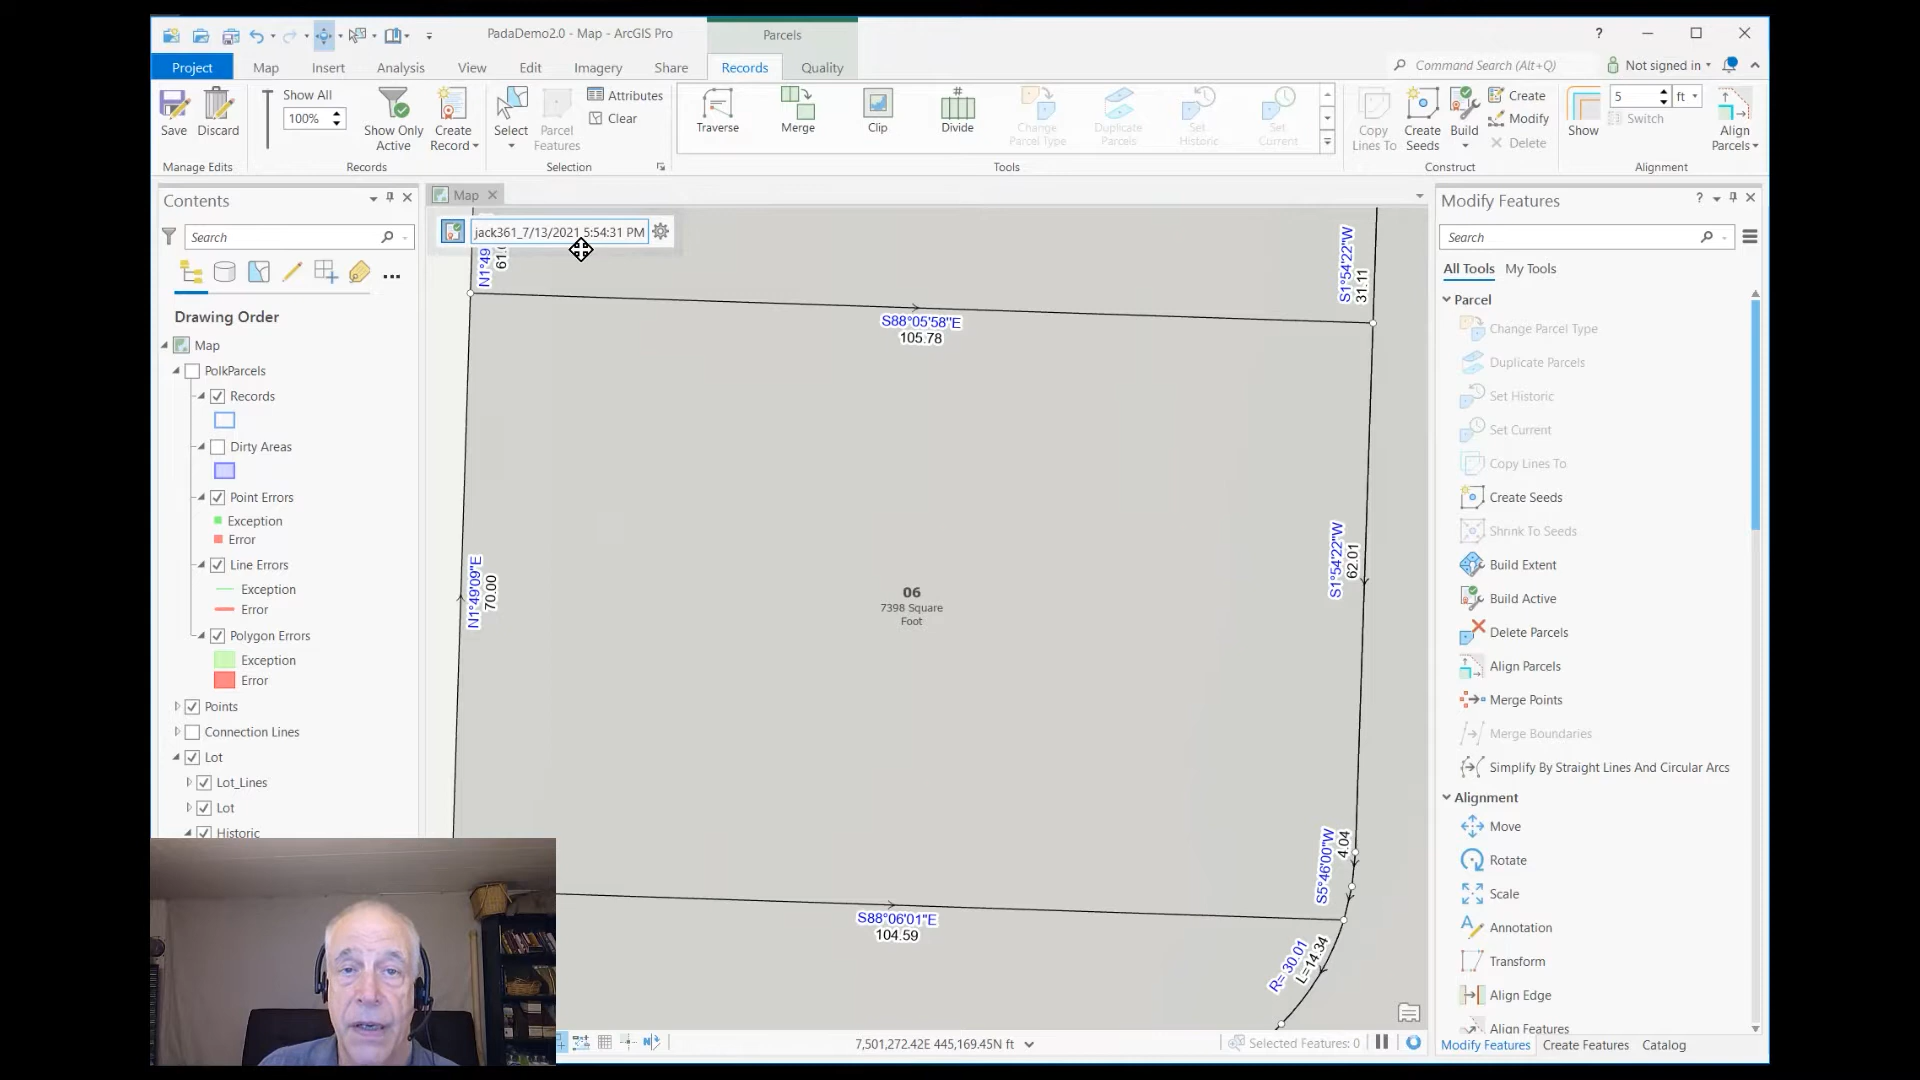 PadaDemo2.0 - Map - ArcGIS Pro
Parcels
?
Project
Map
Insert
Analysis
View
Edit
Imagery
Share
Records
Quality
Command Search (Alt+Q)
Not signed in
Save
Discard
Manage Edits
Show All
100%
Show Only
Active
Create
Record
Records
Select
Parcel
Features
Attributes
Clear
Selection
Traverse
Merge
Clip
Divide
Change
Parcel Type
Duplicate
Parcels
Set
Historic
Set
Current
Tools
Copy
Lines To
Create
Seeds
Build
Create
Modify
Delete
Construct
Show
5 ft
Switch
Align
Parcels
Alignment
Contents
Search
Drawing Order
Map
PolkParcels
Records
Dirty Areas
Point Errors
Exception
Error
Line Errors
Exception
Error
Polygon Errors
Exception
Error
Points
Connection Lines
Lot
Lot_Lines
Lot
Historic
Map
jack361_7/13/2021 5:54:31 PM
N1°49
S1°54'22"W
31.11
S88°05'58"E
105.78
N1°49'09"E
70.00
06
7398 Square
Foot
S1°54'22"W
62.01
S5°46'00"W
4.04
S88°06'01"E
104.59
R= 30.01
L=14.34
7,501,272.42E 445,169.45N ft
Selected Features: 0
Modify Features
?
Search
All Tools
My Tools
Parcel
Change Parcel Type
Duplicate Parcels
Set Historic
Set Current
Copy Lines To
Create Seeds
Shrink To Seeds
Build Extent
Build Active
Delete Parcels
Align Parcels
Merge Points
Merge Boundaries
Simplify By Straight Lines And Circular Arcs
Alignment
Move
Rotate
Scale
Annotation
Transform
Align Edge
Align Features
Modify Features
Create Features
Catalog